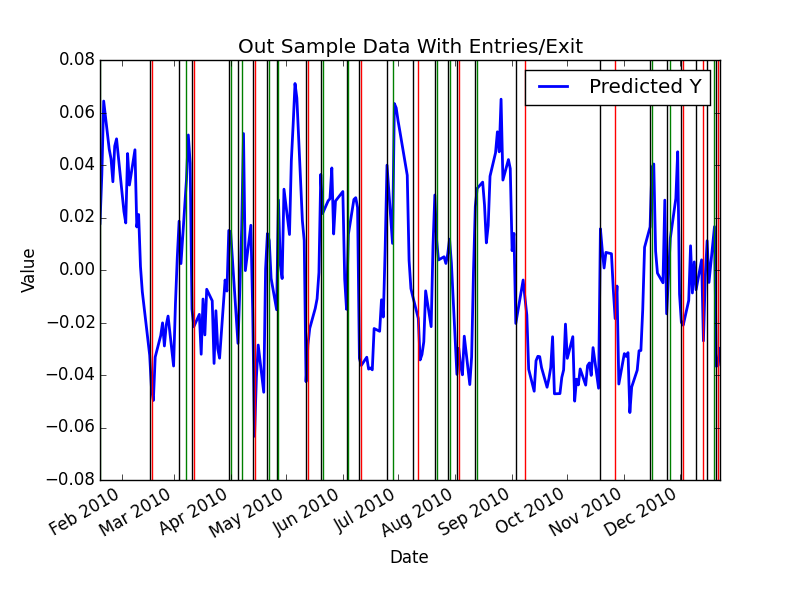 Out Sample Data With Entries/Exit
Predicted Y
0.08
0.06
0.04
0.02
0.00
−0.02
−0.04
−0.06
−0.08
Value
Feb 2010
Mar 2010
Apr 2010
May 2010
Jun 2010
Jul 2010
Aug 2010
Sep 2010
Oct 2010
Nov 2010
Dec 2010
Date